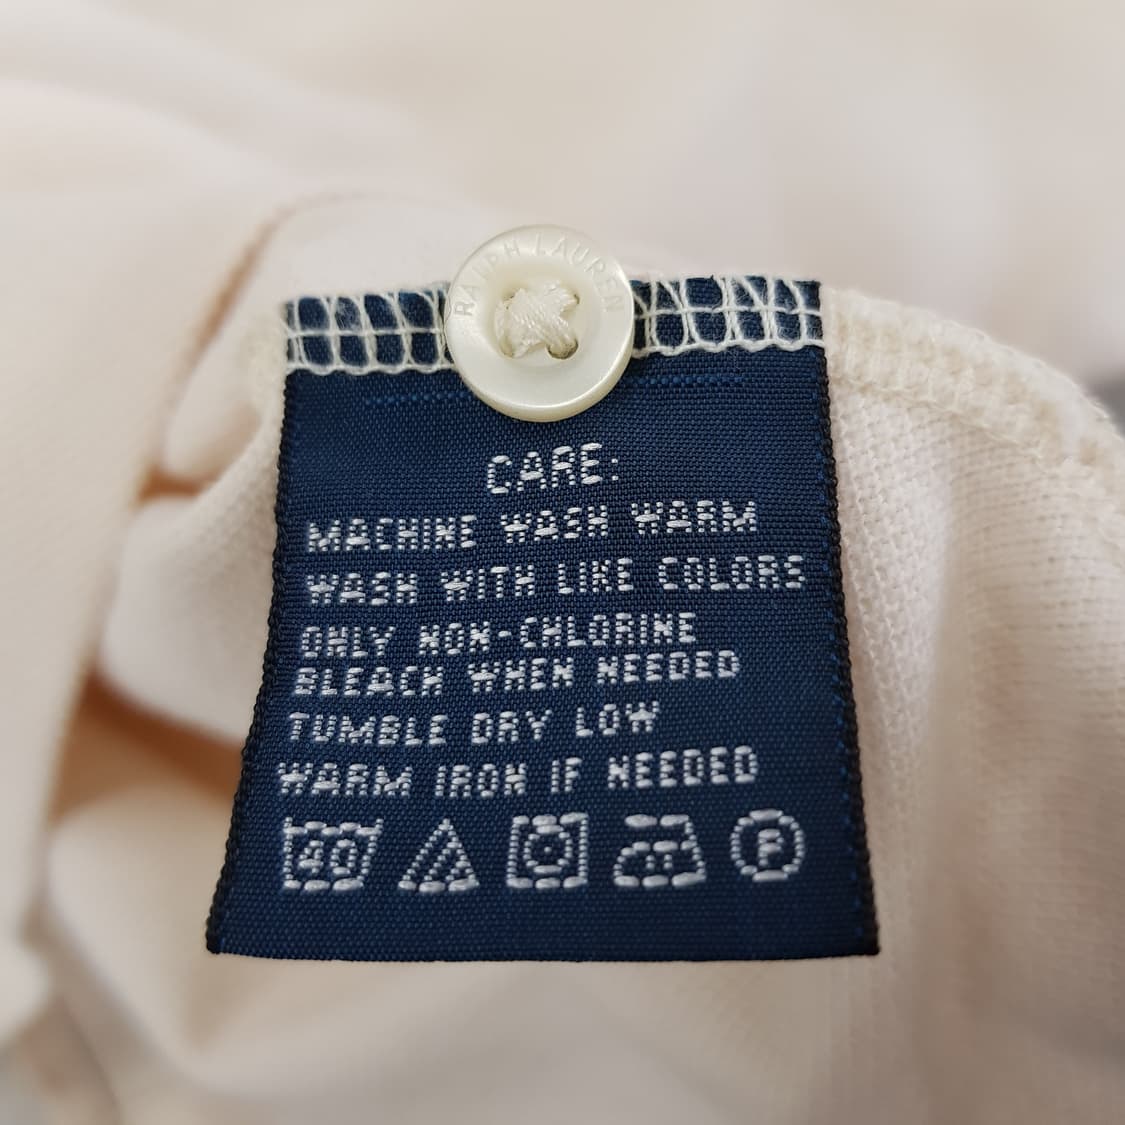 RALPH LAUREN
CARE:
MACHINE WASH WARM
WASH WITH LIKE COLORS
ONLY NON-CHLORINE
BLEACH WHEN NEEDED
TUMBLE DRY LOW
WARM IRON IF NEEDED
40 P